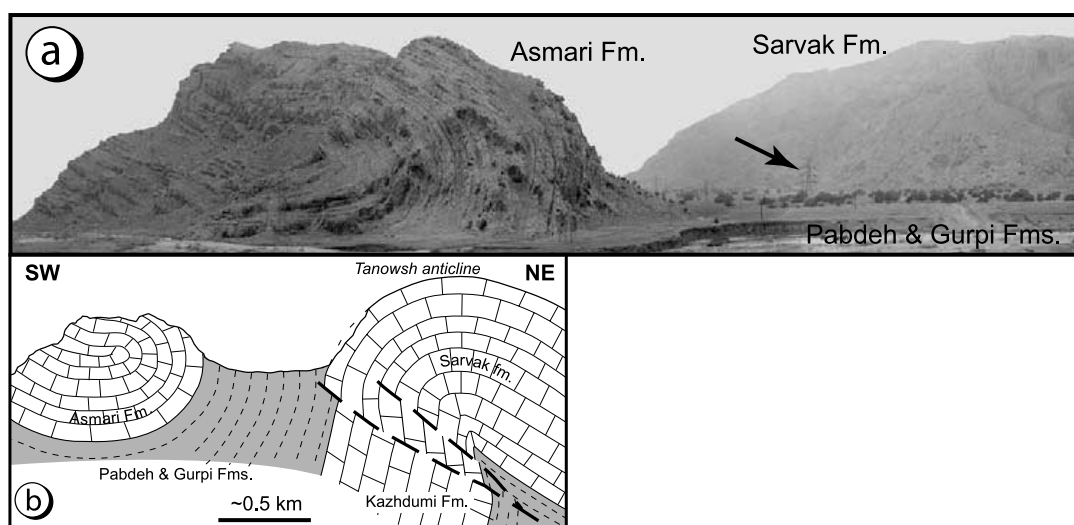 a
Asmari Fm.
Sarvak Fm.
Pabdeh & Gurpi Fms.
SW
Tanowsh anticline
NE
Sarvak fm.
Asmari Fm.
Pabdeh & Gurpi Fms.
Kazhdumi Fm.
b
~0.5 km